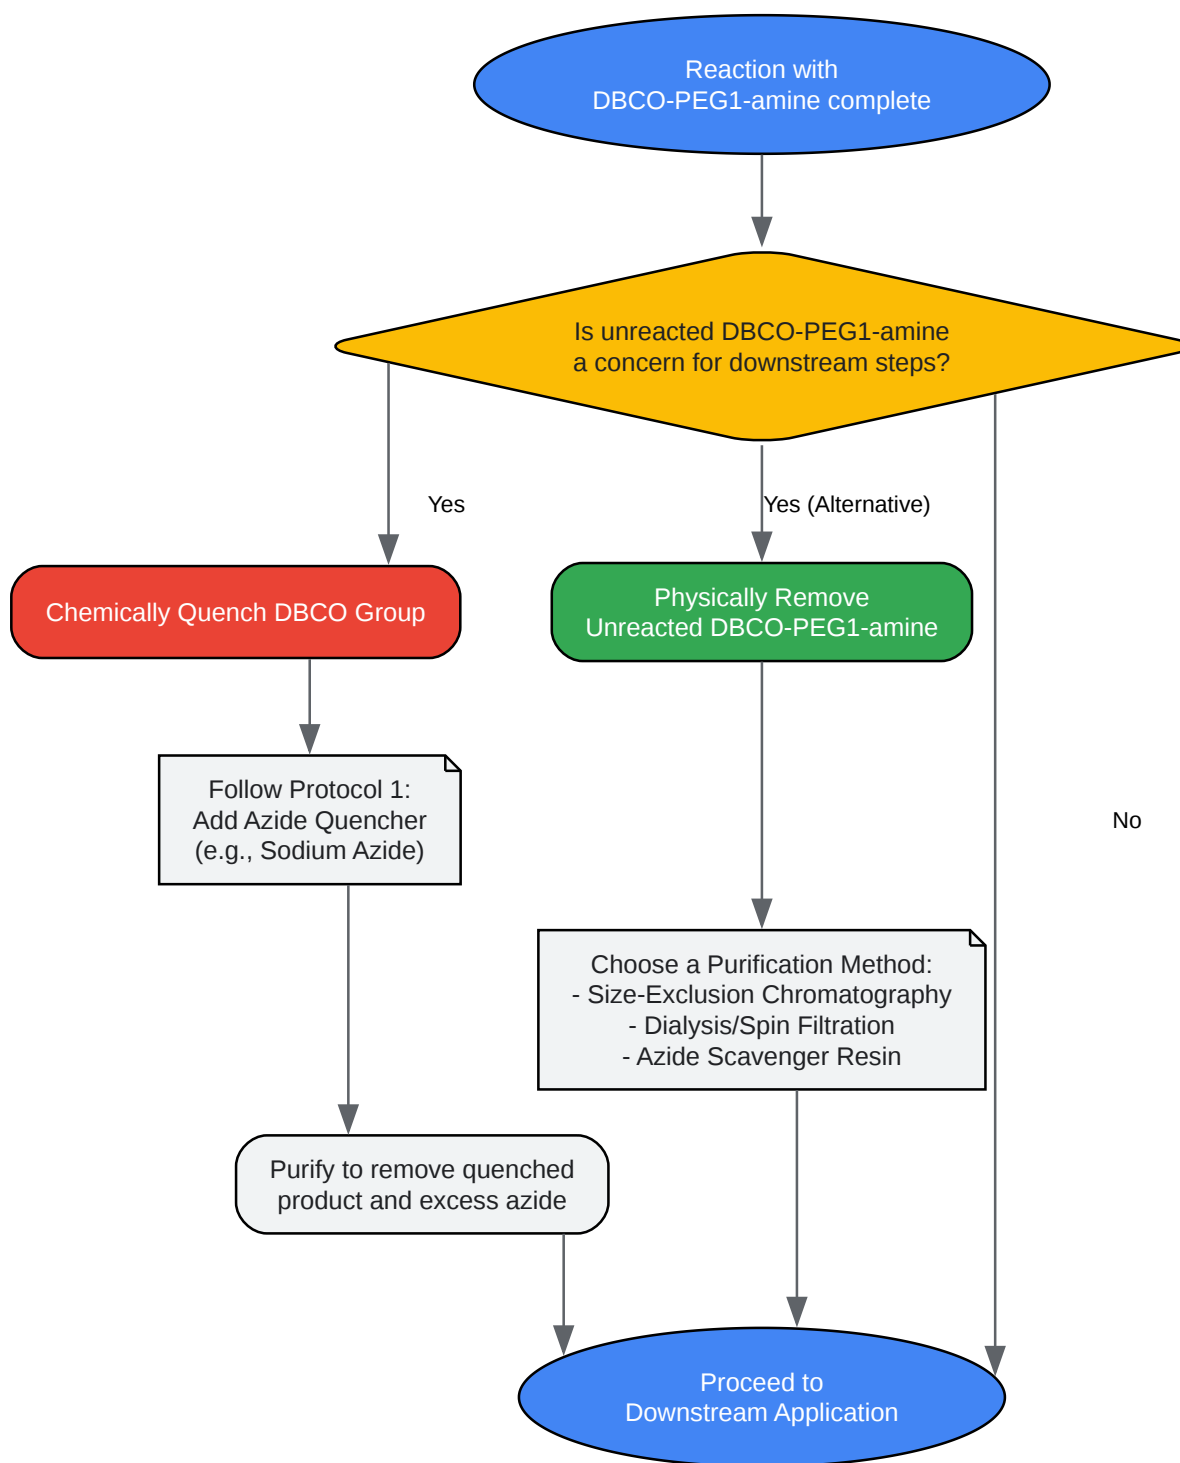 Reaction with
DBCO-PEG1-amine complete
Is unreacted DBCO-PEG1-amine
a concern for downstream steps?
Yes
Yes (Alternative)
Chemically Quench DBCO Group
Physically Remove
Unreacted DBCO-PEG1-amine
Follow Protocol 1:
Add Azide Quencher
(e.g., Sodium Azide)
No
Choose a Purification Method:
- Size-Exclusion Chromatography
- Dialysis/Spin Filtration
- Azide Scavenger Resin
Purify to remove quenched
product and excess azide
Proceed to
Downstream Application